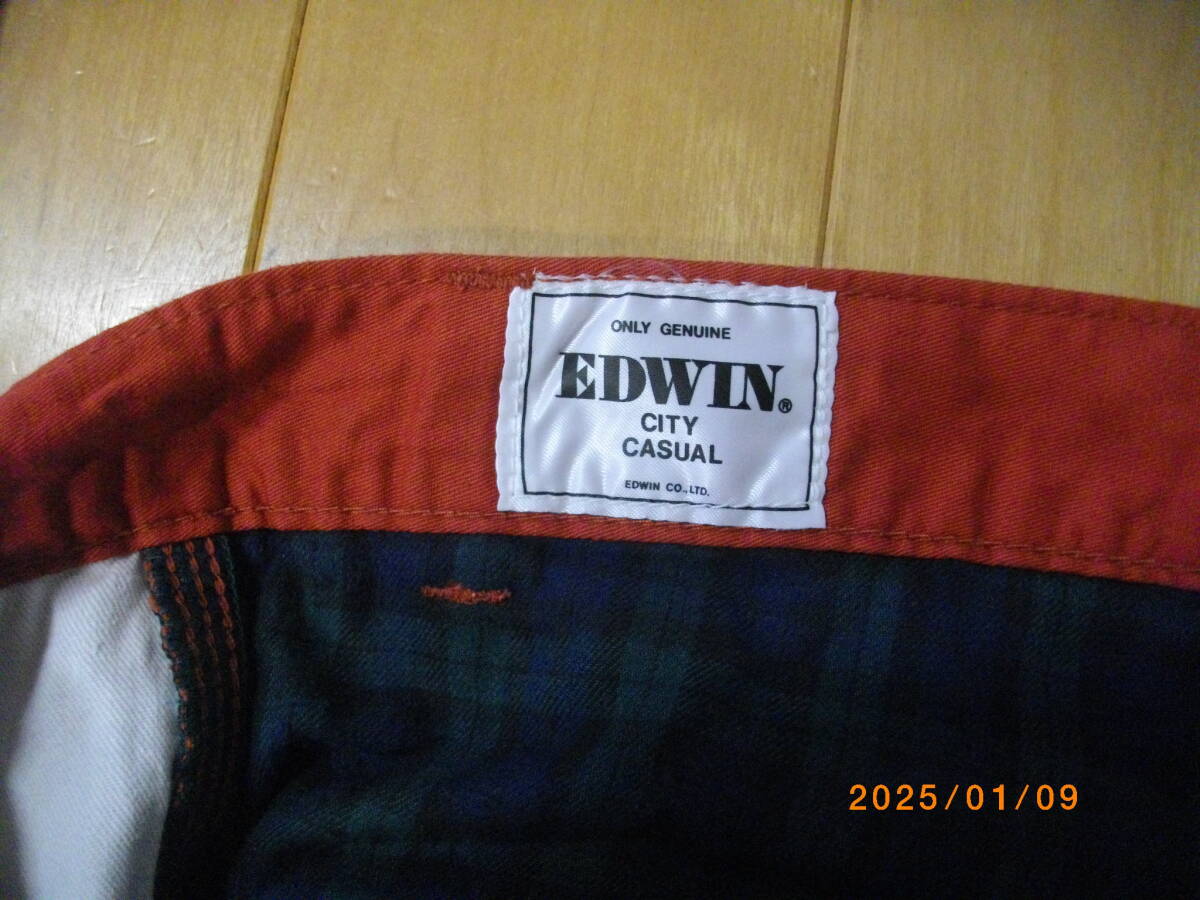 ONLY GENUINE
EDWIN®
CITY
CASUAL
EDWIN CO.,LTD.
2025/01/09